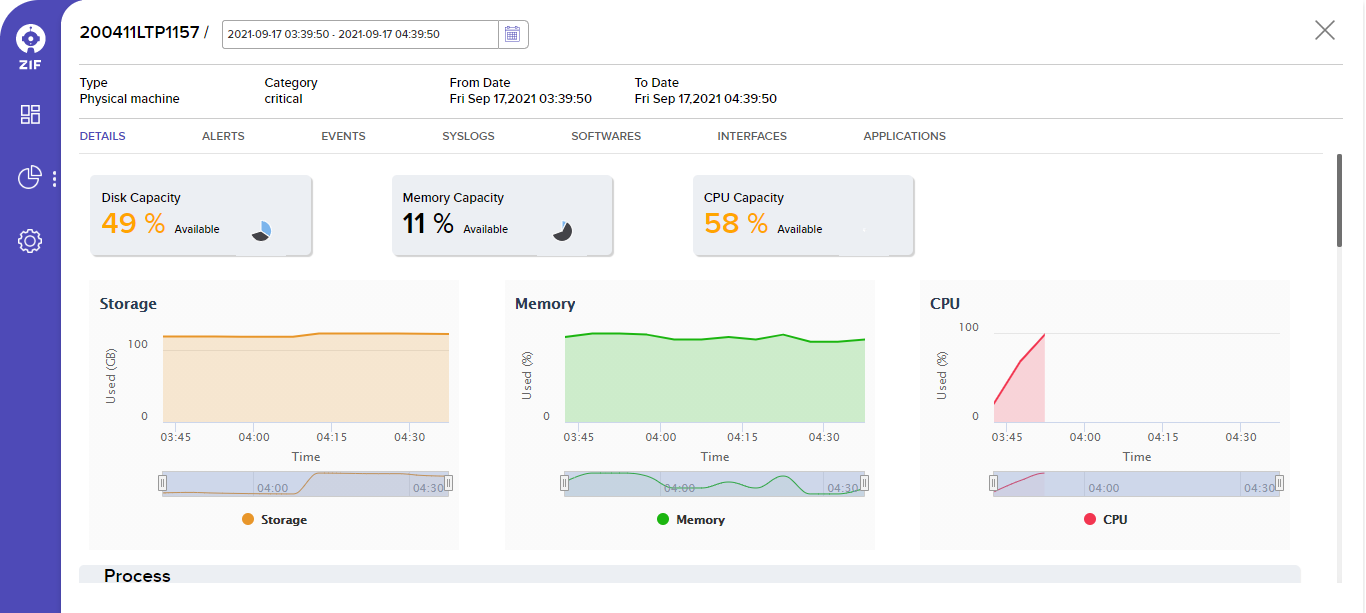 ZIF
200411LTP1157 /
2021-09-17 03:39:50 - 2021-09-17 04:39:50
Type Category From Date To Date
Physical machine critical Fri Sep 17,2021 03:39:50 Fri Sep 17,2021 04:39:50
DETAILS ALERTS EVENTS SYSLOGS SOFTWARES INTERFACES APPLICATIONS
Disk Capacity
49 % Available
Memory Capacity
11 % Available
CPU Capacity
58 % Available
Storage
Used (GB)
100
0
03:45 04:00 04:15 04:30
Time
04:00 04:30
Storage
Memory
Used (%)
0
03:45 04:00 04:15 04:30
Time
04:00 04:30
Memory
CPU
Used (%)
100
0
03:45 04:00 04:15 04:30
Time
04:00 04:30
CPU
Process